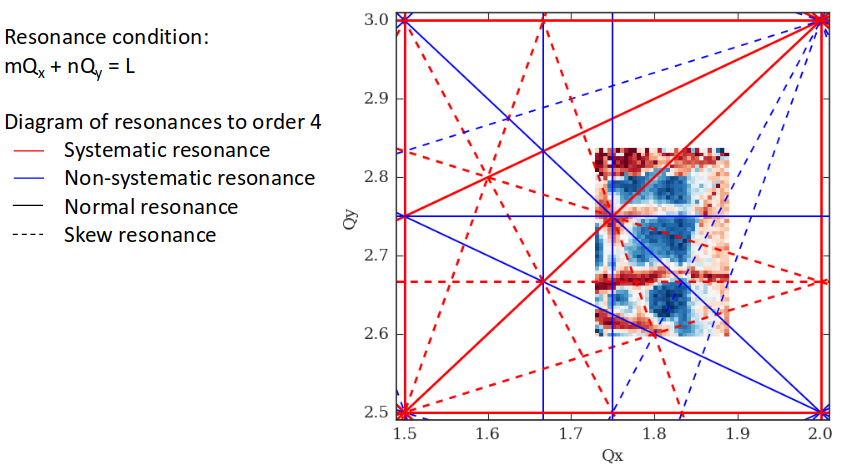 Resonance condition:
mQx + nQy = L
Diagram of resonances to order 4
Systematic resonance
Non-systematic resonance
Normal resonance
Skew resonance
3.0
2.9
2.8
2.7
2.6
2.5
Qy
1.5 1.6 1.7 1.8 1.9 2.0
Qx